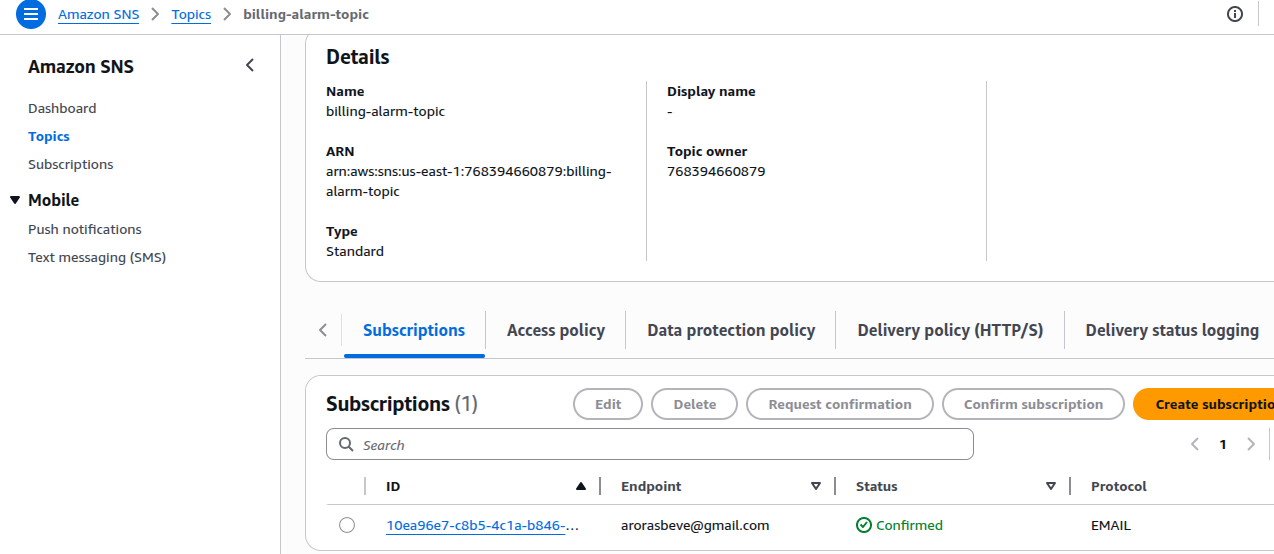 Amazon SNS > Topics > billing-alarm-topic
Amazon SNS
Dashboard
Topics
Subscriptions
Mobile
Push notifications
Text messaging (SMS)
Details
Name
billing-alarm-topic
ARN
arn:aws:sns:us-east-1:768394660879:billing-
alarm-topic
Type
Standard
Display name
-
Topic owner
768394660879
Subscriptions Access policy Data protection policy Delivery policy (HTTP/S) Delivery status logging
Subscriptions (1)
Edit Delete Request confirmation Confirm subscription Create subscriptio
Search
1
ID Endpoint Status Protocol
10ea96e7-c8b5-4c1a-b846-... arorasbeve@gmail.com Confirmed EMAIL